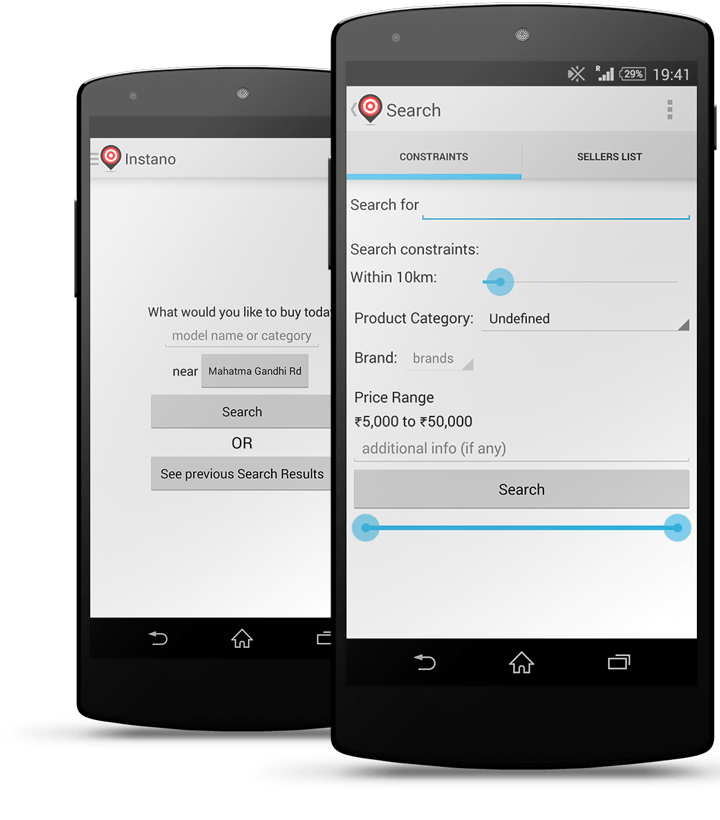 Instano
What would you like to buy toda
model name or category
near Mahatma Gandhi Rd
Search
OR
See previous Search Results
R 29% 19:41
Search
CONSTRAINTS SELLERS LIST
Search for
Search constraints:
Within 10km:
Product Category: Undefined
Brand: brands
Price Range
₹5,000 to ₹50,000
additional info (if any)
Search